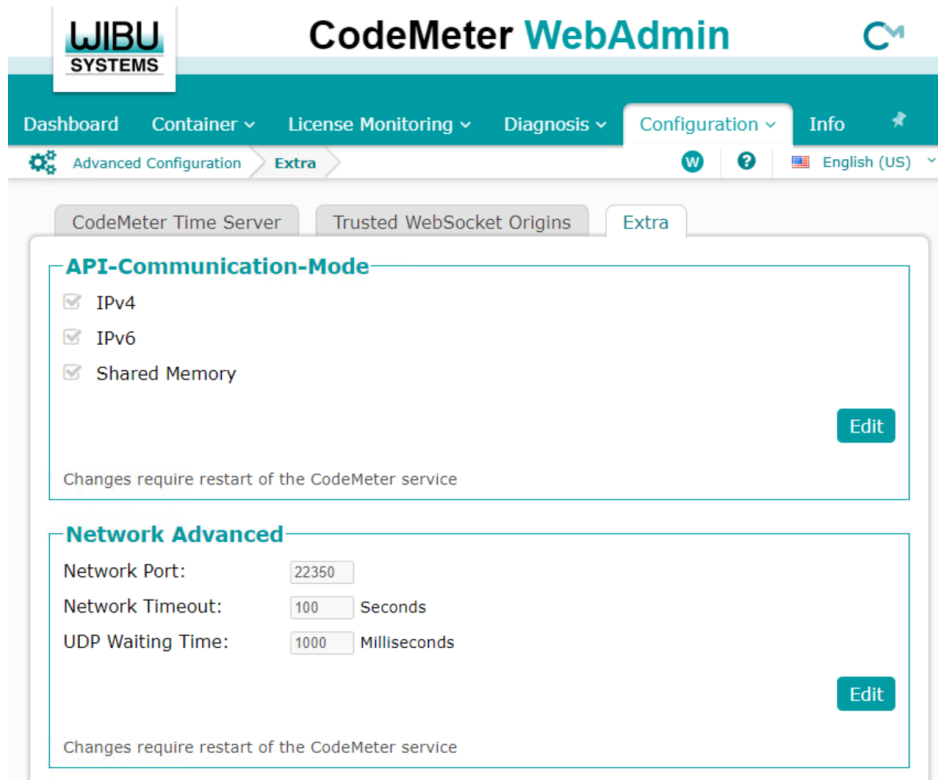 WIBU
SYSTEMS
CodeMeter WebAdmin
CM
Dashboard Container License Monitoring Diagnosis Configuration Info
Advanced Configuration Extra W ? English (US)
CodeMeter Time Server Trusted WebSocket Origins Extra
API-Communication-Mode
IPv4
IPv6
Shared Memory
Edit
Changes require restart of the CodeMeter service
Network Advanced
Network Port: 22350
Network Timeout: 100 Seconds
UDP Waiting Time: 1000 Milliseconds
Edit
Changes require restart of the CodeMeter service